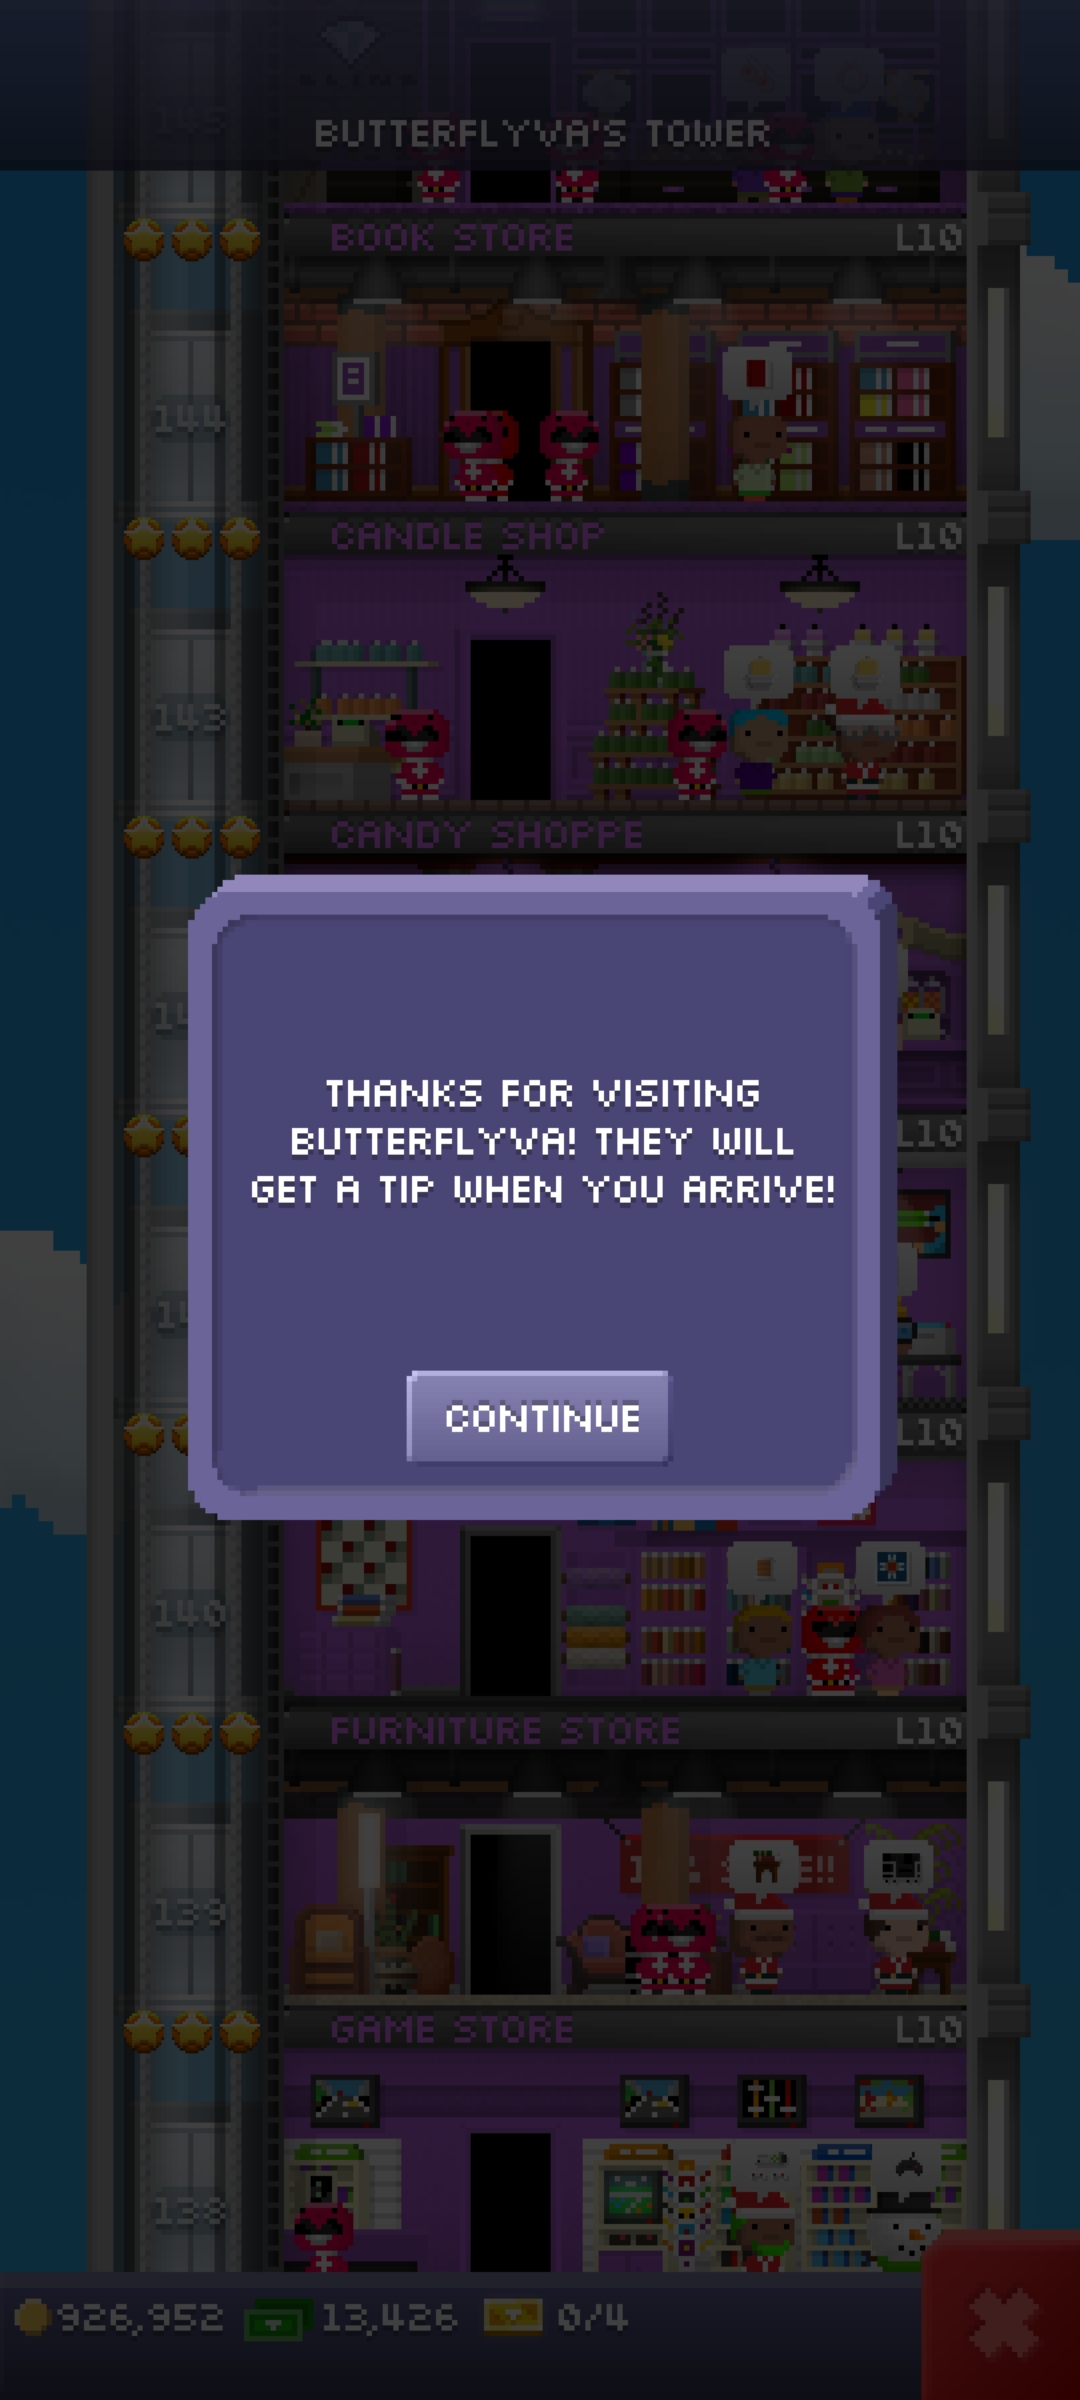 BUTTERFLYVA'S TOWER
BOOK STORE L10
144
CANDLE SHOP L10
143
CANDY SHOPPE L10
THANKS FOR VISITING
BUTTERFLYVA! THEY WILL
GET A TIP WHEN YOU ARRIVE!
L10
CONTINUE
L10
140
FURNITURE STORE L10
139
GAME STORE L10
138
926,952 13,426 0/4